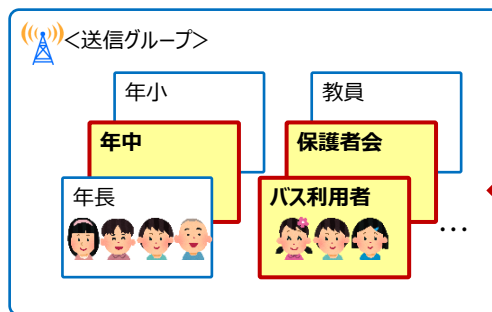 <送信グループ>
年小
年中
年長
教員
保護者会
バス利用者
…